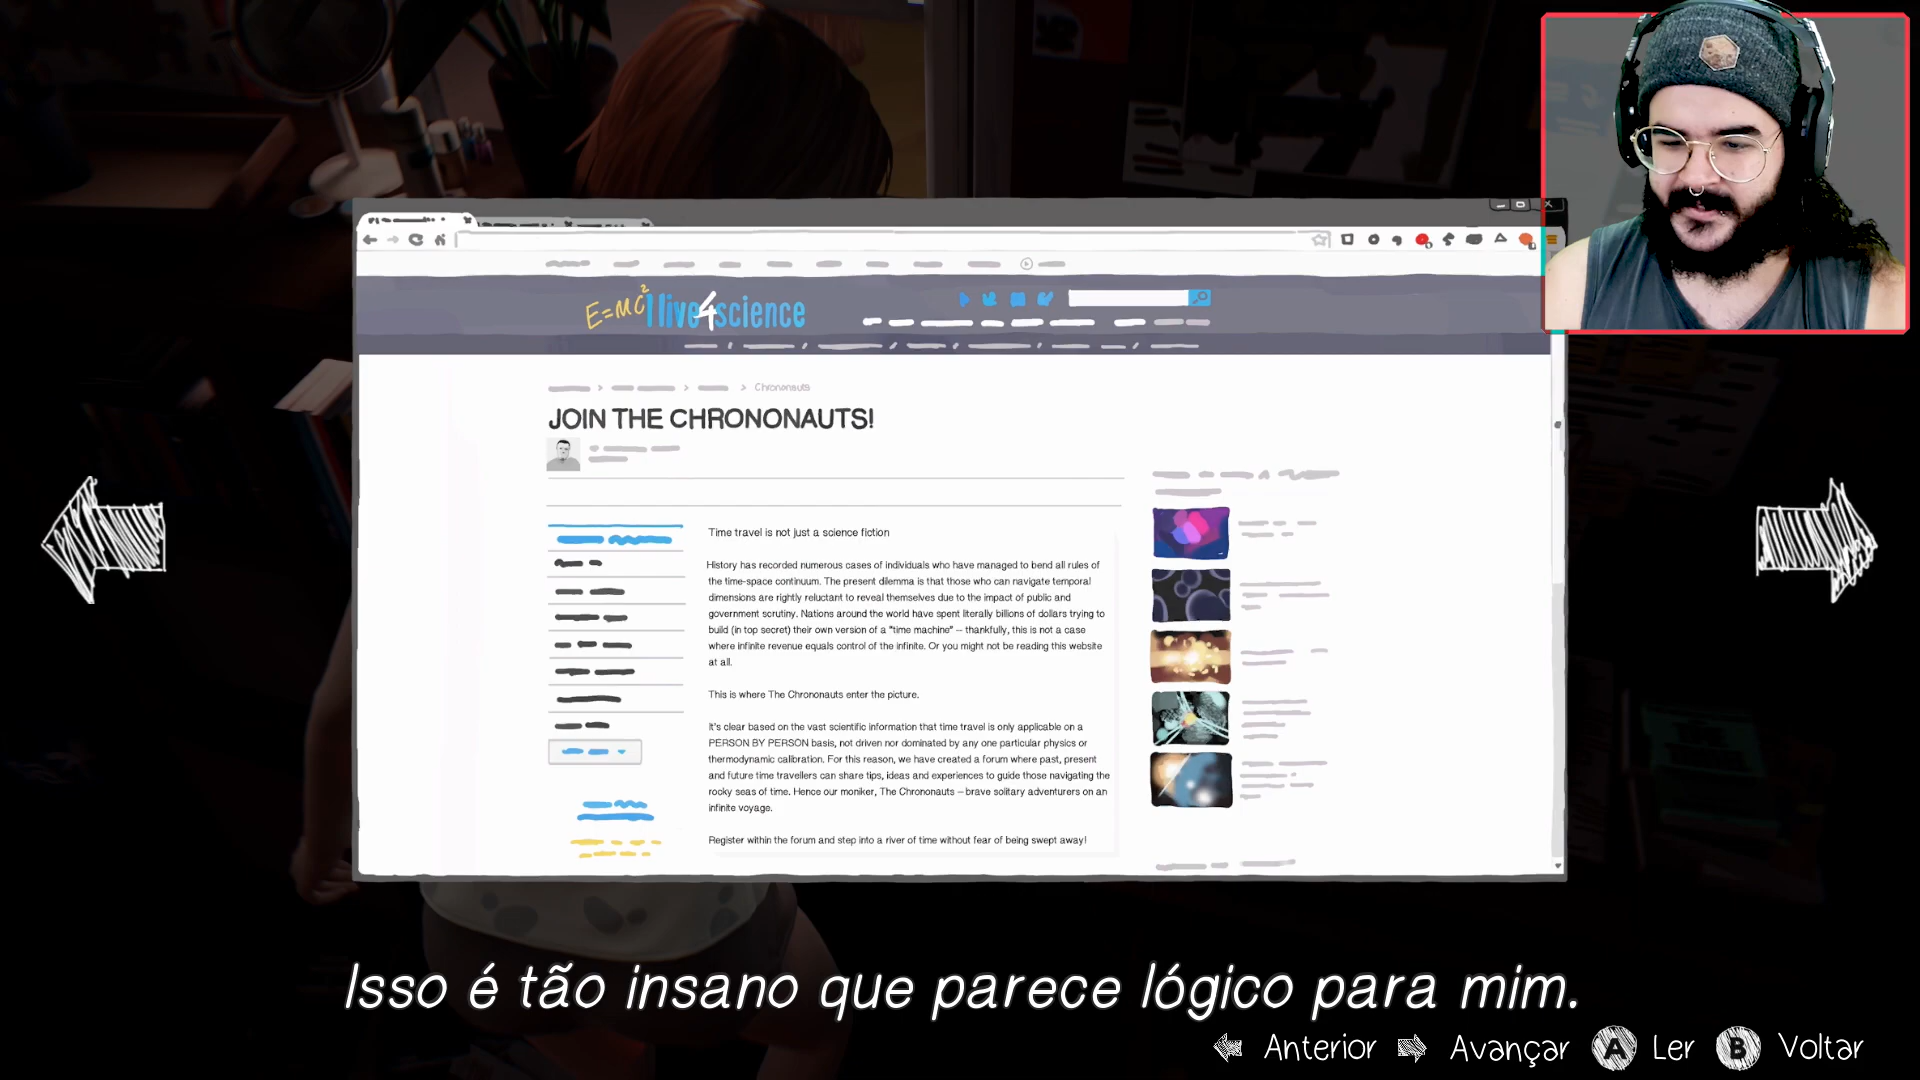 E=MC²
I live4science
Chrononauts
JOIN THE CHRONONAUTS!
Time travel is not just a science fiction
History has recorded numerous cases of individuals who have managed to bend all rules of
the time-space continuum. The present dilemma is that those who can navigate temporal
dimensions are rightly reluctant to reveal themselves due to the impact of public and
government scrutiny. Nations around the world have spent literally billions of dollars trying to
build (in top secret) their own version of a "time machine" – thankfully, this is not a case
where infinite revenue equals control of the infinite. Or you might not be reading this website
at all.
This is where The Chrononauts enter the picture.
It's clear based on the vast scientific information that time travel is only applicable on a
PERSON BY PERSON basis, not driven nor dominated by any one particular physics or
thermodynamic calibration. For this reason, we have created a forum where past, present
and future time travellers can share tips, ideas and experiences to guide those navigating the
rocky seas of time. Hence our moniker, The Chrononauts – brave solitary adventurers on an
infinite voyage.
Register within the forum and step into a river of time without fear of being swept away!
Isso é tão insano que parece lógico para mim.
Anterior Avançar A Ler B Voltar